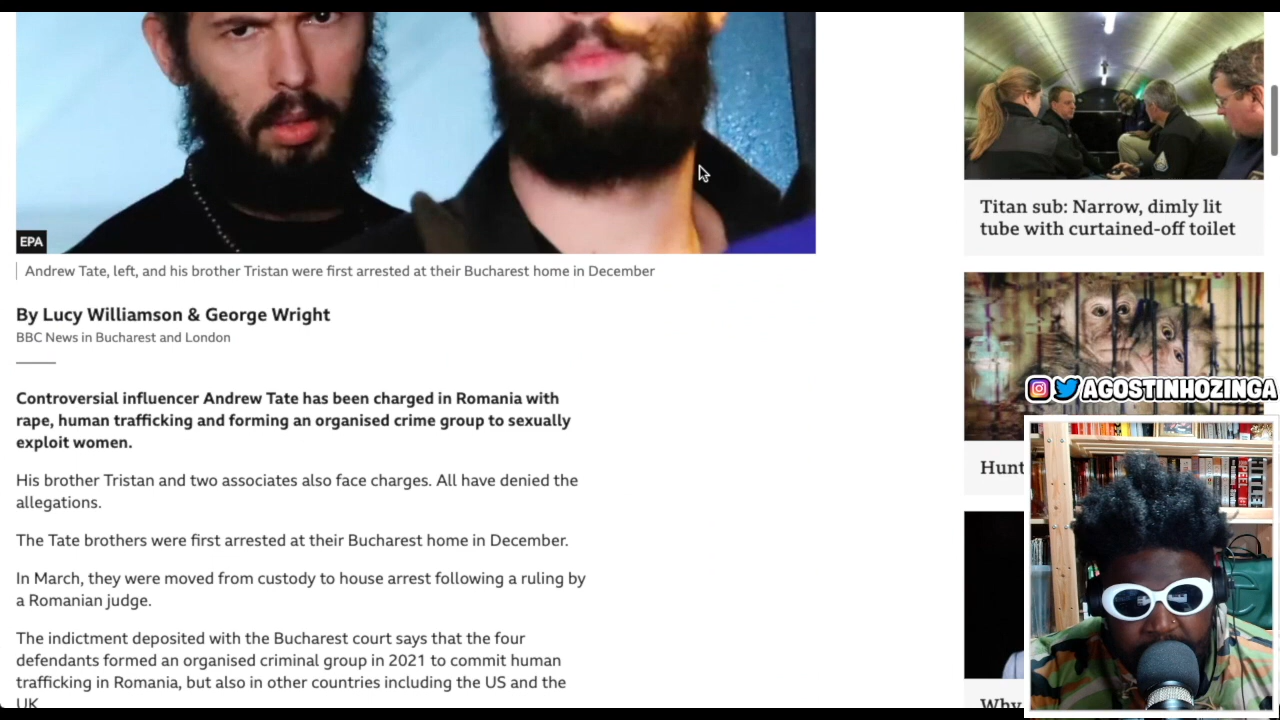 EPA
Andrew Tate, left, and his brother Tristan were first arrested at their Bucharest home in December
By Lucy Williamson & George Wright
BBC News in Bucharest and London
Controversial influencer Andrew Tate has been charged in Romania with
rape, human trafficking and forming an organised crime group to sexually
exploit women.
His brother Tristan and two associates also face charges. All have denied the
allegations.
The Tate brothers were first arrested at their Bucharest home in December.
In March, they were moved from custody to house arrest following a ruling by
a Romanian judge.
The indictment deposited with the Bucharest court says that the four
defendants formed an organised criminal group in 2021 to commit human
trafficking in Romania, but also in other countries including the US and the
UK
Titan sub: Narrow, dimly lit
tube with curtained-off toilet
AGOSTINHOZINGA
Hunt
PEEL
Why